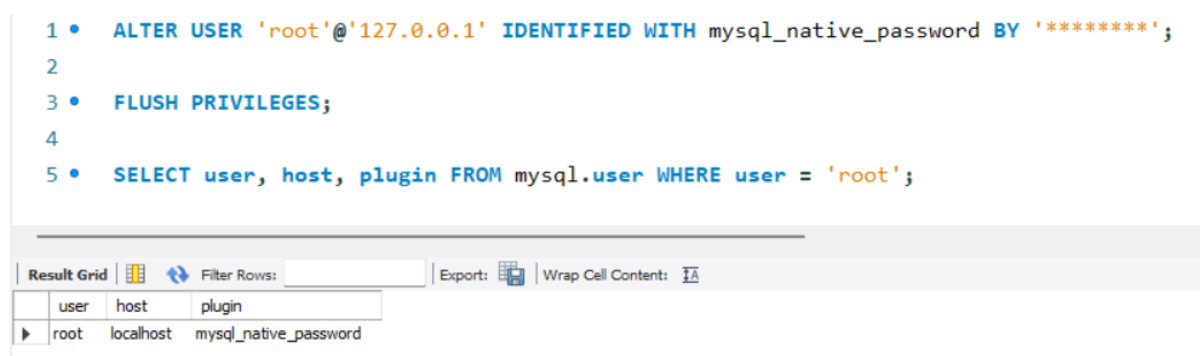 1 ALTER USER 'root'@'127.0.0.1' IDENTIFIED WITH mysql_native_password BY '********';
2
3 FLUSH PRIVILEGES;
4
5 SELECT user, host, plugin FROM mysql.user WHERE user = 'root';
Result Grid Filter Rows: Export: Wrap Cell Content:
user host plugin
root localhost mysql_native_password